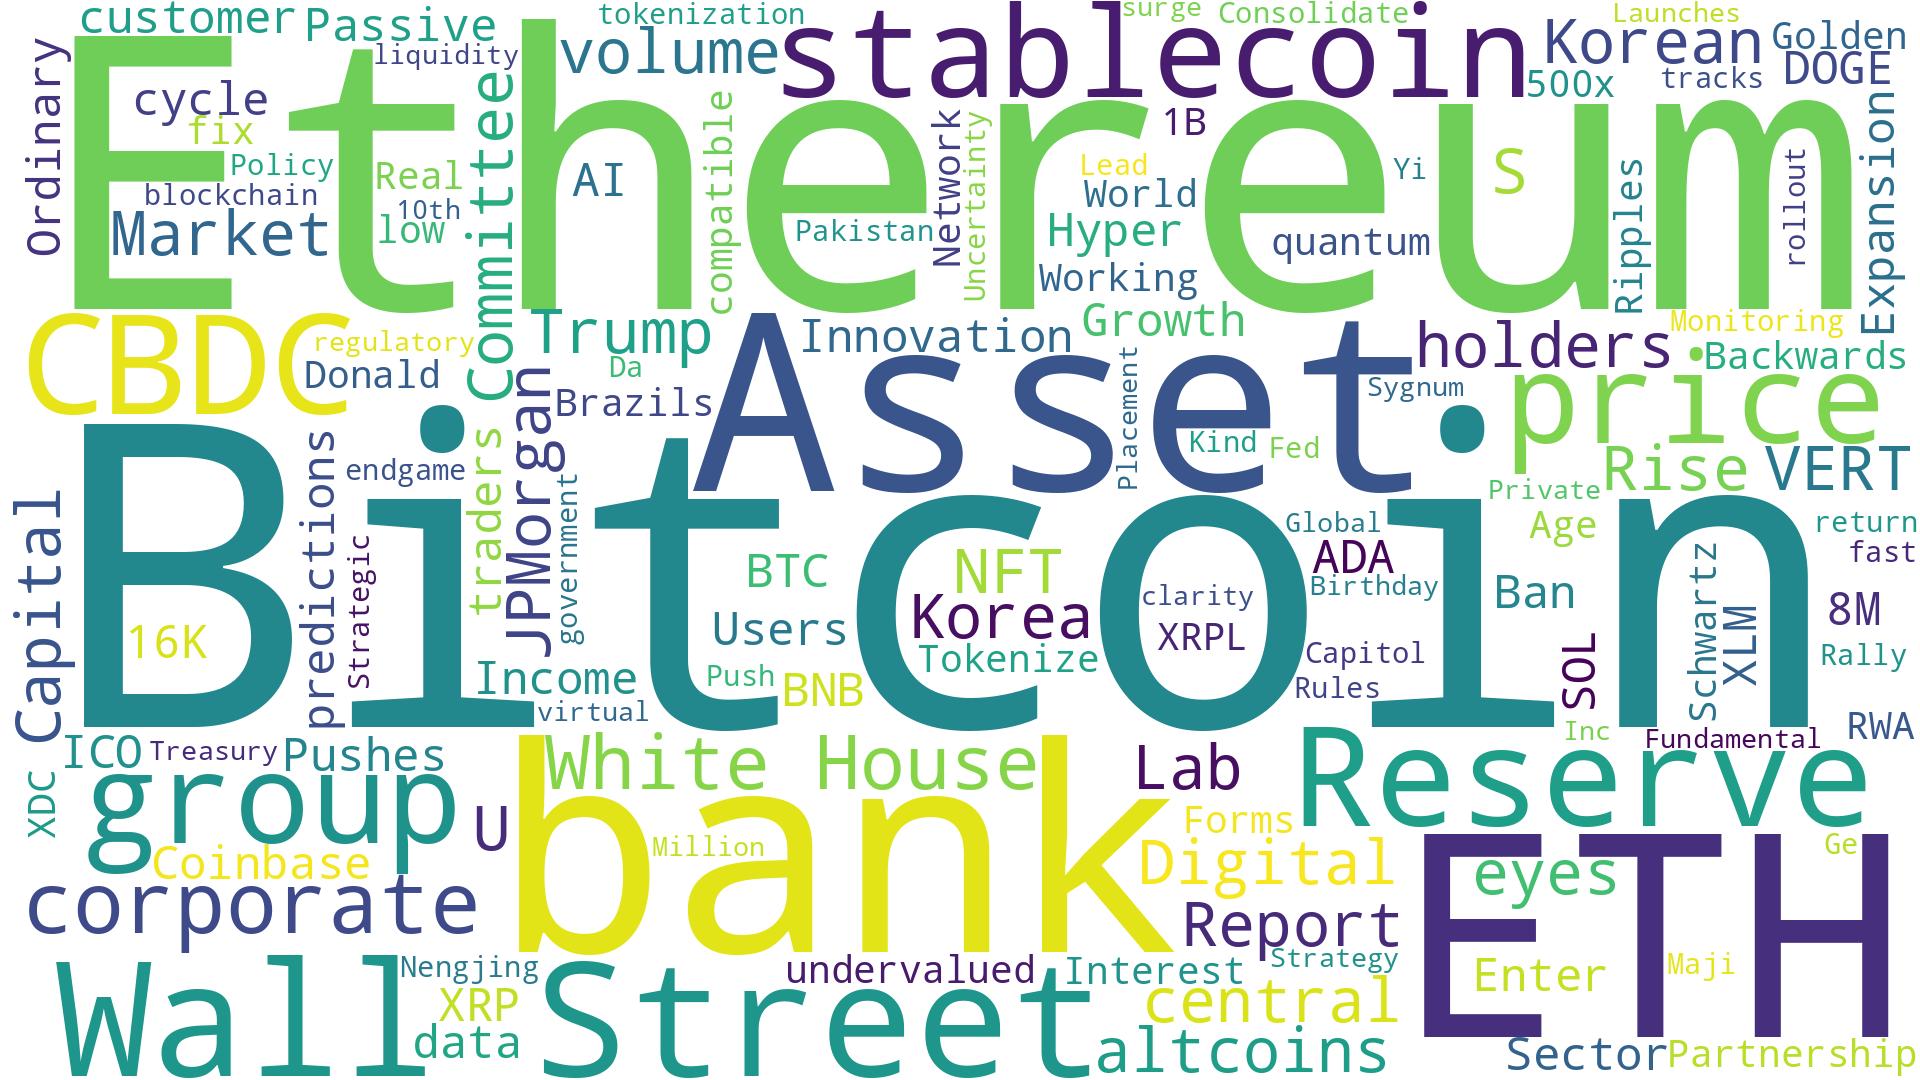 customer
Passive
tokenization
surge
Consolidate
Launches
liquidity
volume
stablecoin
Korean
Golden
Ordinary
Ethereum
cycle
fix
Policy
blockchain
Market
Real
10th
low
Committee
AI
compatible
Pakistan
Network
Uncertainty
1B
Lead
World
Hyper
Working
quantum
Yi
S
500x
tracks
DOGE
Ripples
rollout
Expansion
CBDC
regulatory
Donald
Trump
Da
Brazils
Innovation
Growth
Asset
Placement
Kind
Fed
Sygnum
holders
Monitoring
Backwards
price
Rise
VERT
Private
Capital
Bitcoin
predictions
endgame
Strategic
traders
JPMorgan
government
BTC
Users
Push
BNB
NFT
Korea
Tokenize
clarity
XRPL
Global
ADA
Birthday
Capitol
Rules
Age
Ban
SOL
Schwartz
XLM
return
fast
8M
Rally
RWA
16K
Income
virtual
ICO
Treasury
Pushes
White House
Lab
Inc
Fundamental
Reserve
XDC
group
U
bank
Million
Forms
Digital
Coinbase
corporate
Report
ETH
eyes
Ge
Enter
Maji
Wall Street
Nengjing
XRP
data
undervalued
Interest
Strategy
central
altcoins
Sector
Partnership